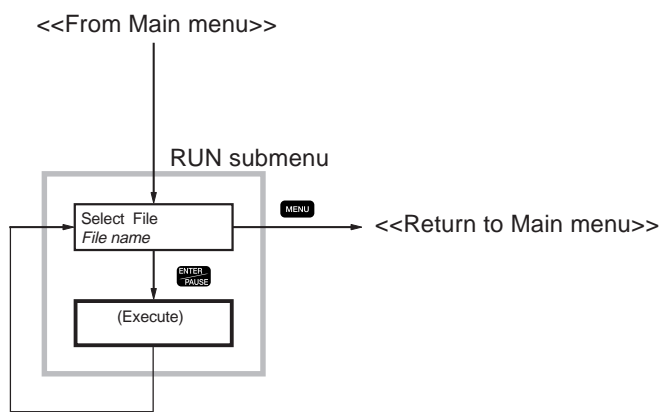 <<From Main menu>>
RUN submenu
Select File
File name
MENU
<<Return to Main menu>>
ENTER
PAUSE
(Execute)